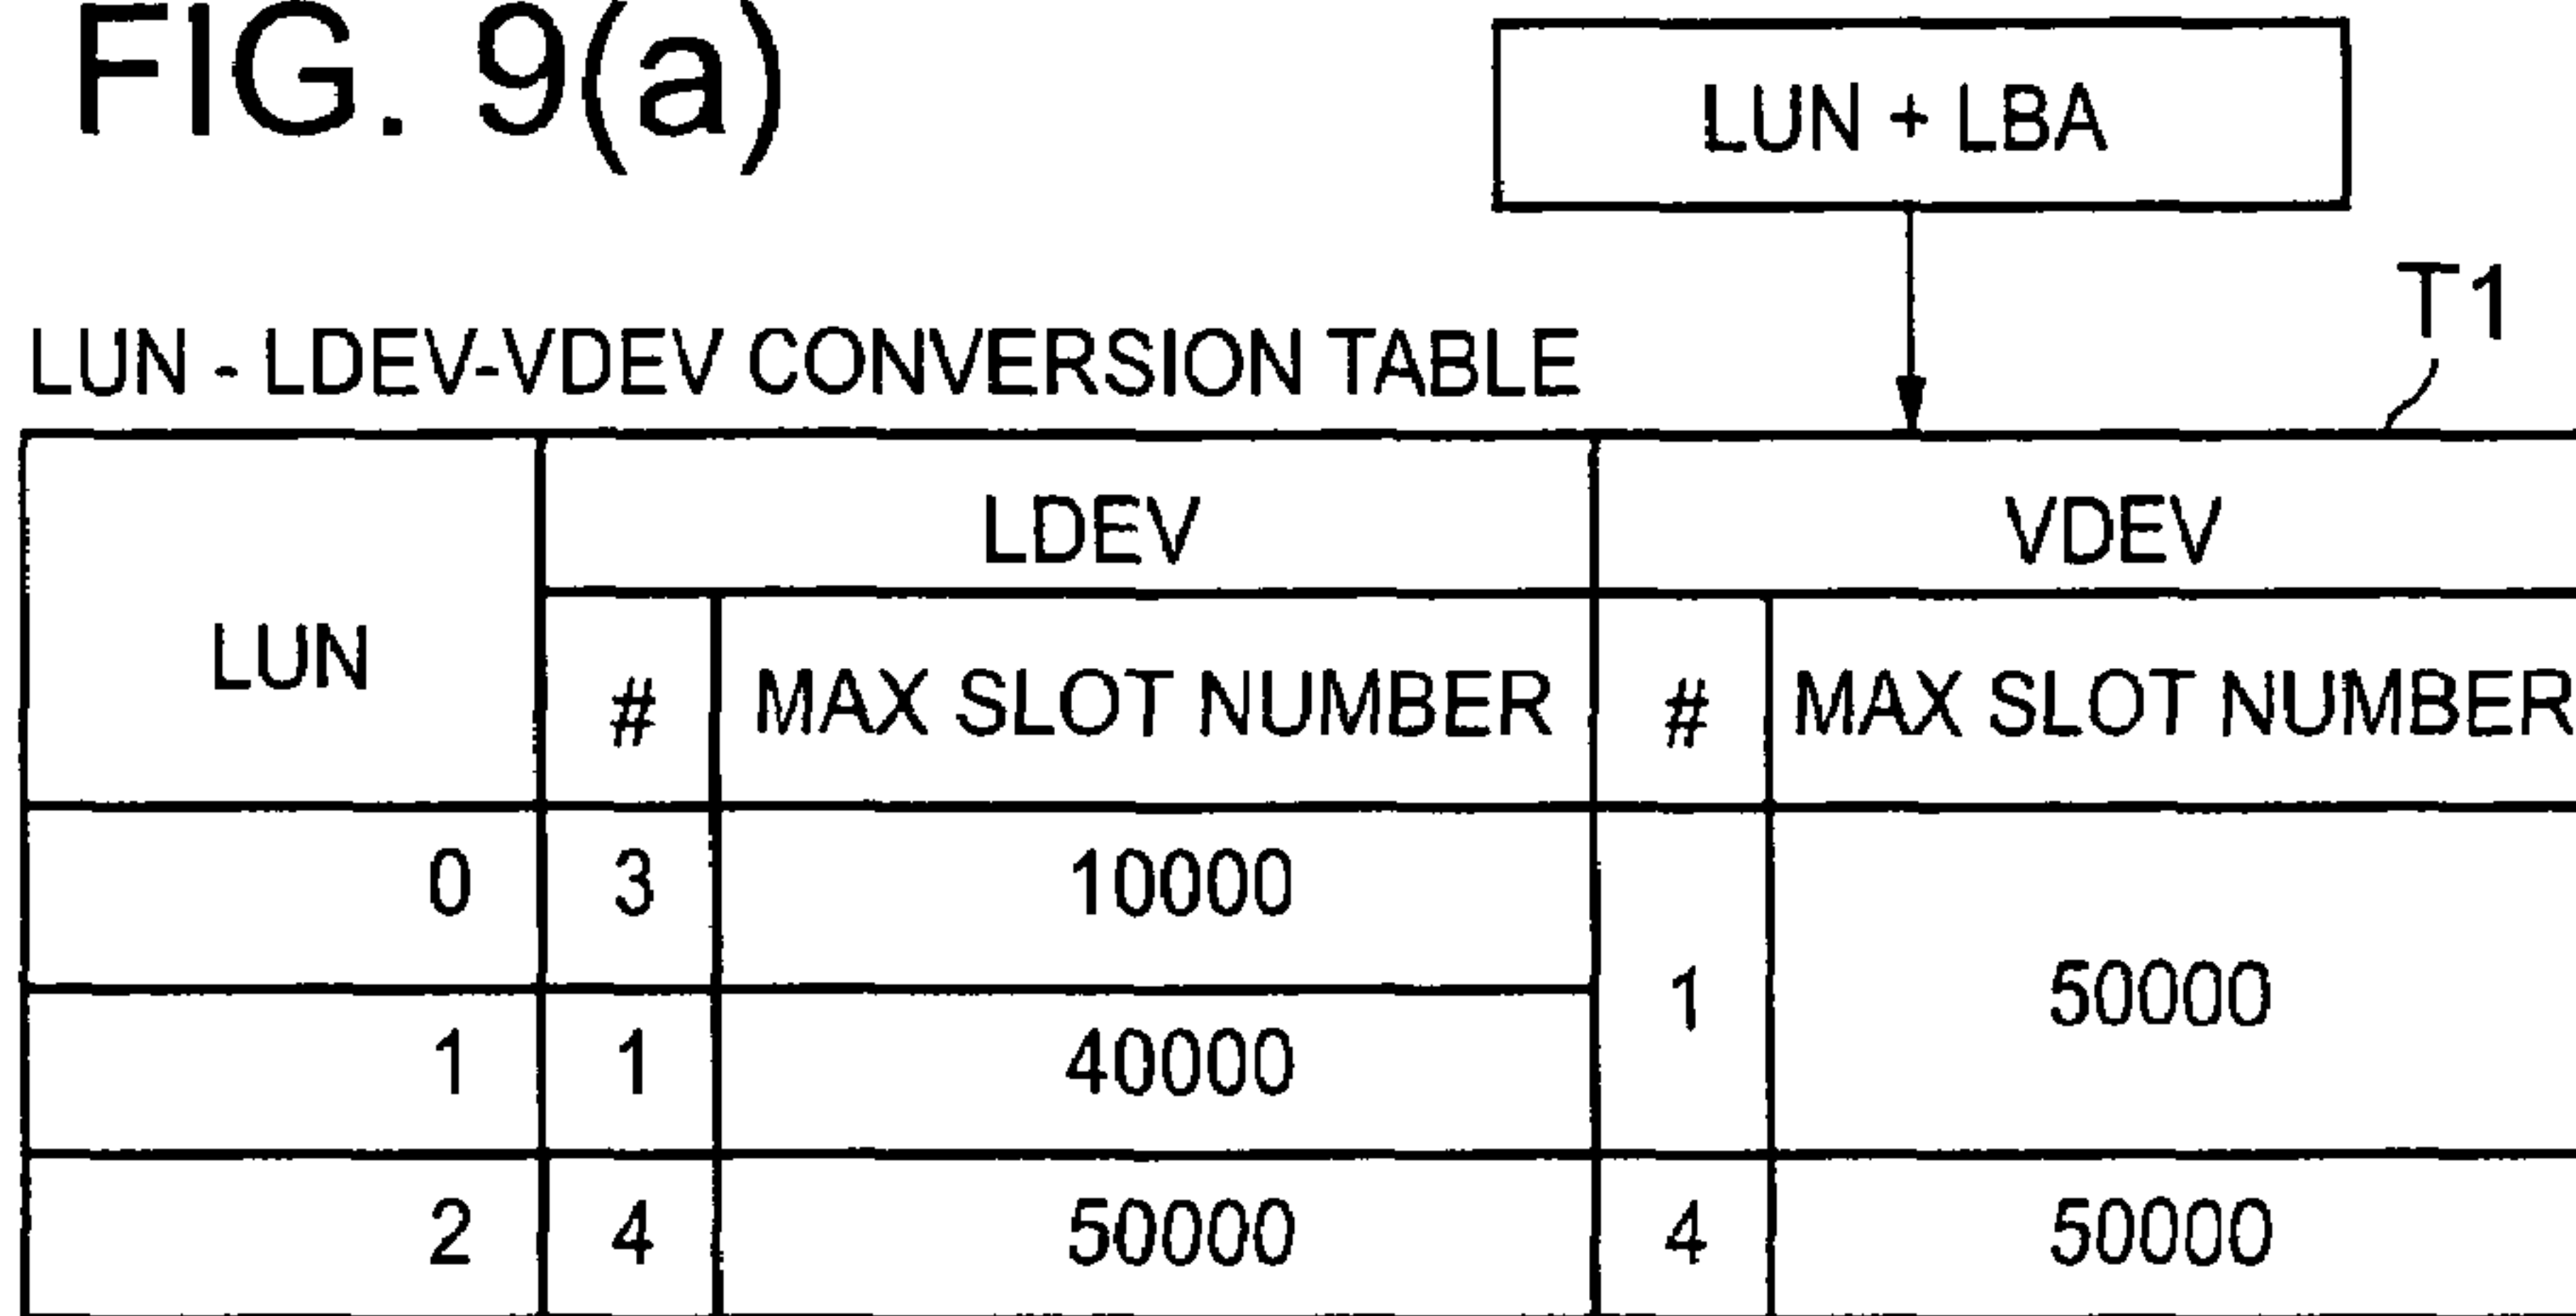 FIG. 9(a)
LUN + LBA
T1
LUN - LDEV-VDEV CONVERSION TABLE
LUN LDEV VDEV
# MAX SLOT NUMBER # MAX SLOT NUMBER
0 3 10000 1 50000
1 1 40000
2 4 50000 4 50000